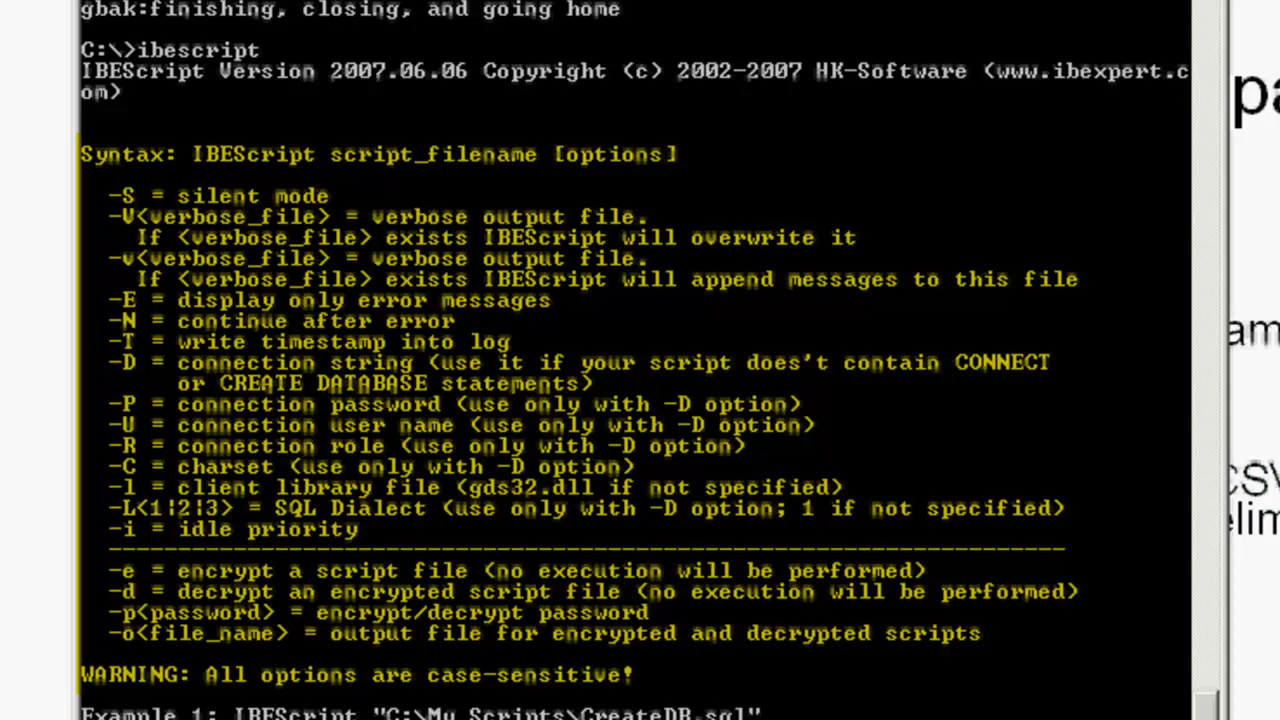 gbak:finishing, closing, and going home
C:\>ibescript
IBEScript Version 2007.06.06 Copyright (c) 2002-2007 HK-Software (www.ibexpert.c
om)
Syntax: IBEScript script_filename [options]
-S = silent mode
-V<verbose_file> = verbose output file.
If <verbose_file> exists IBEScript will overwrite it
-v<verbose_file> = verbose output file.
If <verbose_file> exists IBEScript will append messages to this file
-E = display only error messages
-N = continue after error
-T = write timestamp into log
-D = connection string (use it if your script does't contain CONNECT
or CREATE DATABASE statements)
-P = connection password (use only with -D option)
-U = connection user name (use only with -D option)
-R = connection role (use only with -D option)
-C = charset (use only with -D option)
-l = client library file (gds32.dll if not specified)
-L<1|2|3> = SQL Dialect (use only with -D option; 1 if not specified)
-i = idle priority
--------------------------------------------------------------------
-e = encrypt a script file (no execution will be performed)
-d = decrypt an encrypted script file (no execution will be performed)
-p<password> = encrypt/decrypt password
-o<file_name> = output file for encrypted and decrypted scripts
WARNING: All options are case-sensitive!
Example 1: IBEScript "C:\My Scripts\CreateDB.sql"
pa
am
CSV
elim